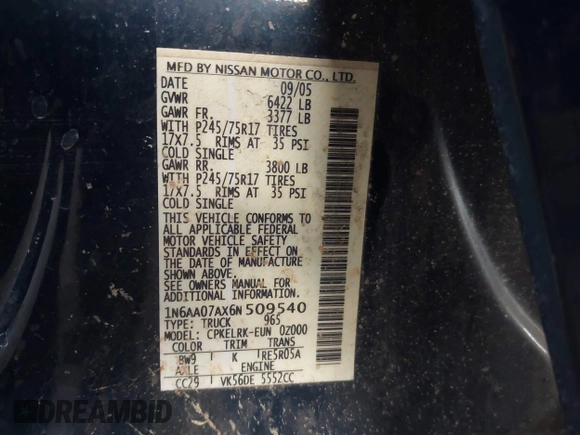 MFD BY NISSAN MOTOR CO., LTD.
DATE 09/05
GVWR 6422 LB
GAWR FR. 3377 LB
WITH P245/75R17 TIRES
17X7.5 RIMS AT 35 PSI
COLD SINGLE
GAWR RR. 3800 LB
WITH P245/75R17 TIRES
17X7.5 RIMS AT 35 PSI
COLD SINGLE
THIS VEHICLE CONFORMS TO
ALL APPLICABLE FEDERAL
MOTOR VEHICLE SAFETY
STANDARDS IN EFFECT ON
THE DATE OF MANUFACTURE
SHOWN ABOVE.
SEE OWNERS MANUAL FOR
ADDITIONAL INFORMATION
1N6AA07AX6N509540
TYPE: TRUCK 965
MODEL: CPKELRK-EUN 02000
COLOR TRIM TRANS
BW9 K RE5R05A
AXLE ENGINE
CC29 VK56DE 5552CC
DREAMBID